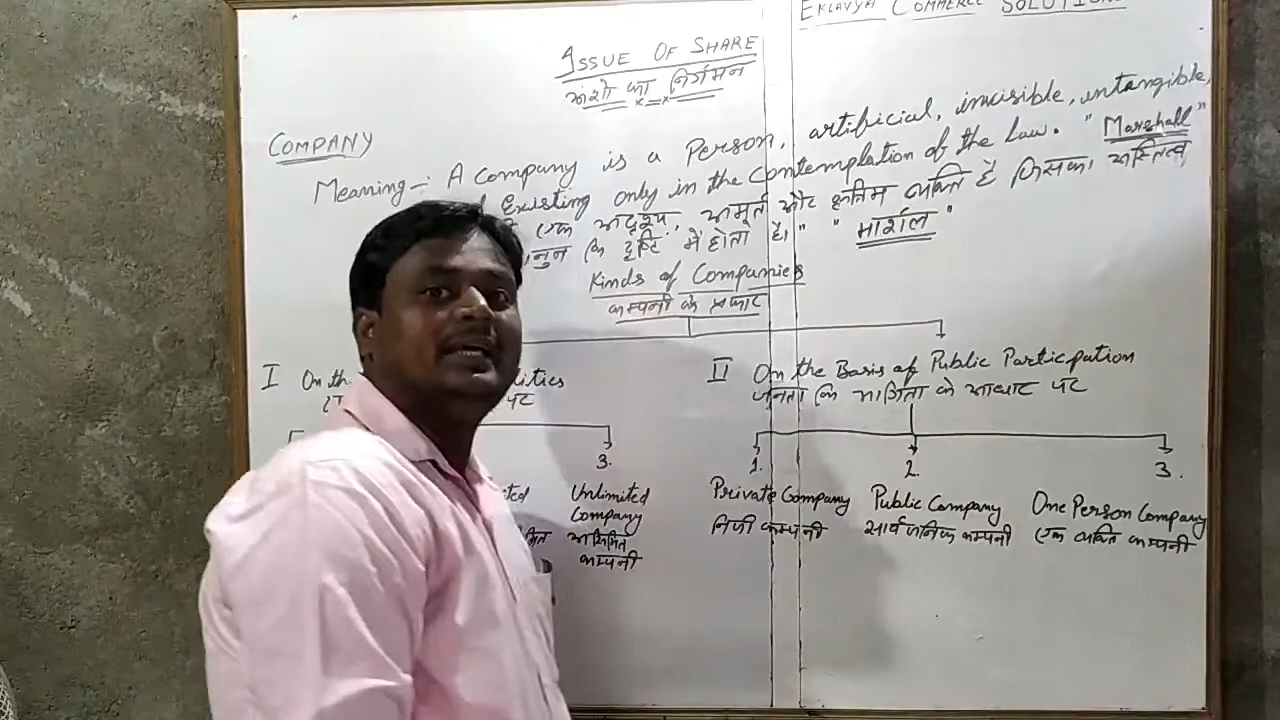 EKLAVYA COMMERCE SOLUTION
ISSUE OF SHARE
अंशो का निर्गमन
COMPANY
Meaning -: A Company is a Person, artificial, invisible, intangible,
Existing only in the Contemplation of the Law. "Marshall"
एक अदृश्य, अमूर्त और कृत्रिम व्यक्ति है जिसका अस्तित्व
कि दृष्टि में होता है।" "मार्शल"
Kinds of Companies
कम्पनी के प्रकार
I On th
पर
II On the Basis of Public Particpation
जनता कि भागिता के आधार पर
3.
Unlimited Company
असिमित कम्पनी
1.
Private Company
निजी कम्पनी
2.
Public Company
सार्वजनिक कम्पनी
3.
One Person Company
एक व्यक्ति कम्पनी